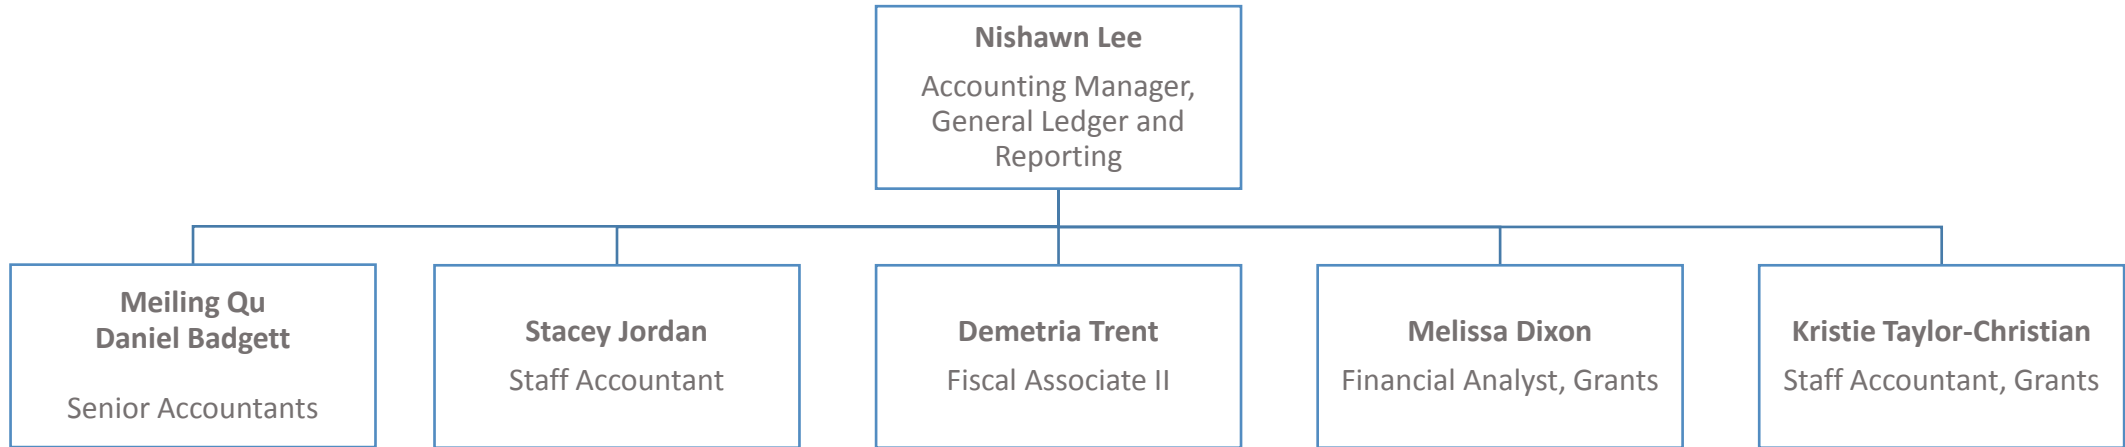 Nishawn Lee
Accounting Manager,
General Ledger and
Reporting
Meiling Qu
Daniel Badgett
Senior Accountants
Stacey Jordan
Staff Accountant
Demetria Trent
Fiscal Associate II
Melissa Dixon
Financial Analyst, Grants
Kristie Taylor-Christian
Staff Accountant, Grants